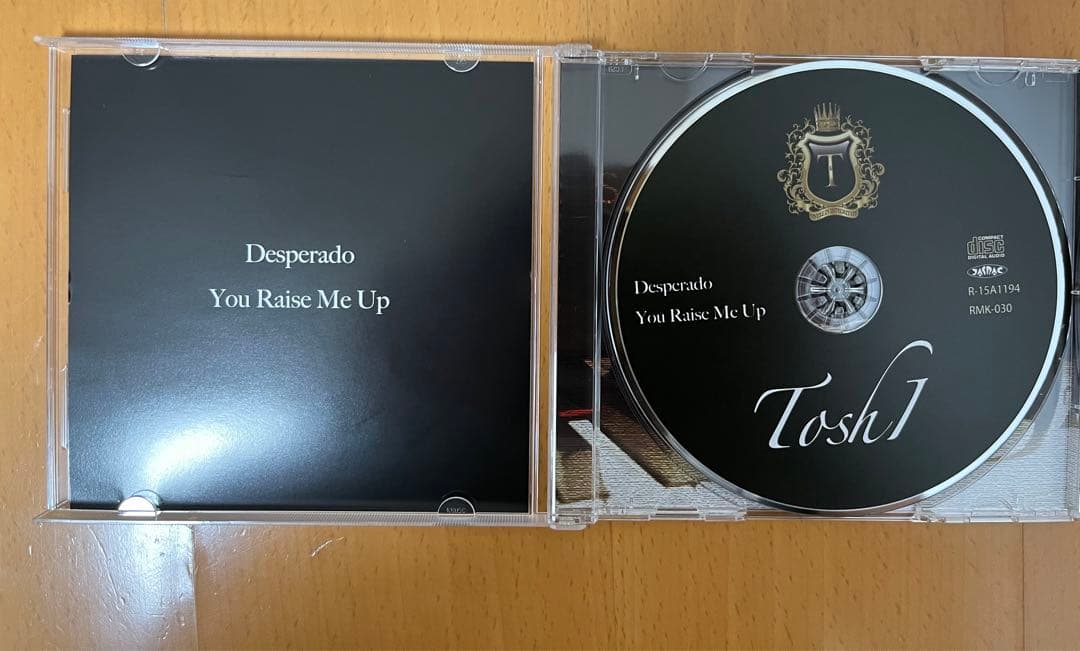 Desperado
You Raise Me Up
T
COMPACT
disc
DIGITAL AUDIO
JASRAC
R-15A1194
RMK-030
Desperado
You Raise Me Up
ToshI